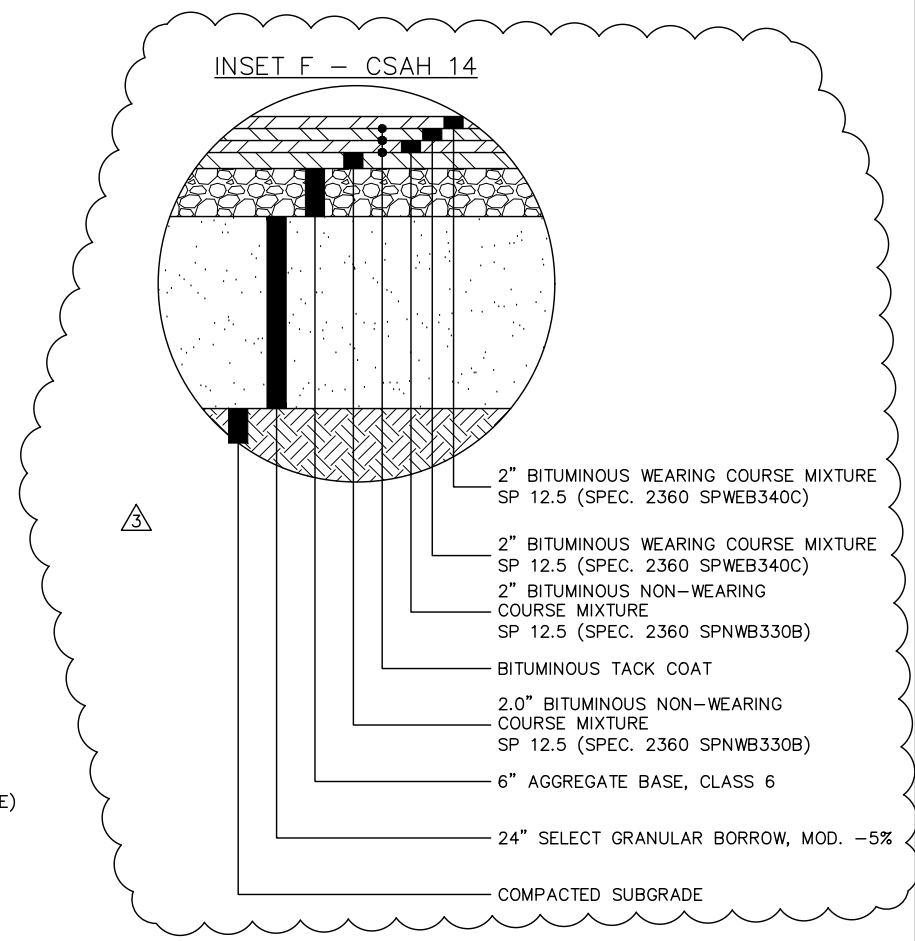 INSET F – CSAH 14
2" BITUMINOUS WEARING COURSE MIXTURE
SP 12.5 (SPEC. 2360 SPWEB340C)
2" BITUMINOUS WEARING COURSE MIXTURE
SP 12.5 (SPEC. 2360 SPWEB340C)
2" BITUMINOUS NON–WEARING
COURSE MIXTURE
SP 12.5 (SPEC. 2360 SPNWB330B)
3
BITUMINOUS TACK COAT
2.0" BITUMINOUS NON–WEARING
COURSE MIXTURE
SP 12.5 (SPEC. 2360 SPNWB330B)
6" AGGREGATE BASE, CLASS 6
E)
24" SELECT GRANULAR BORROW, MOD. –5%
COMPACTED SUBGRADE